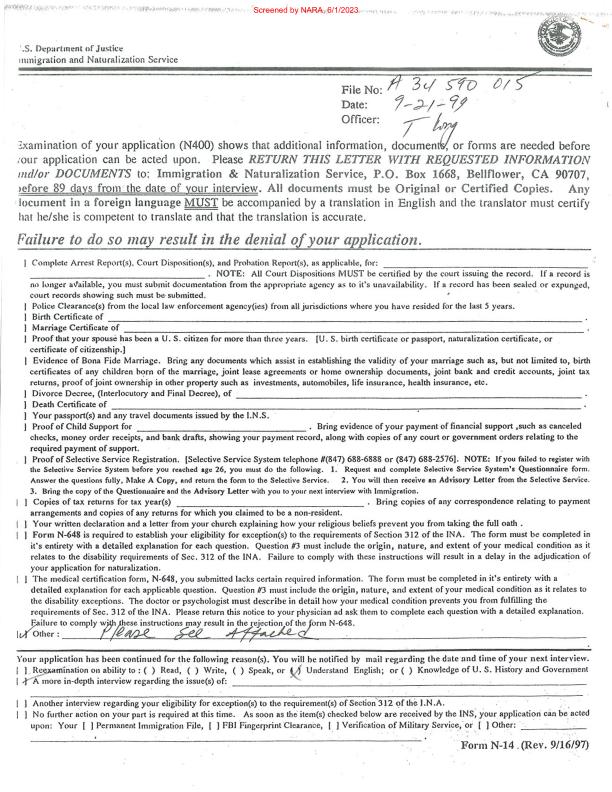 Screened by NARA, 6/1/2023
U.S. Department of Justice
Immigration and Naturalization Service
File No: A 34 590 015
Date: 9-21-99
Officer: T
Examination of your application (N400) shows that additional information, documents, or forms are needed before
your application can be acted upon. Please RETURN THIS LETTER WITH REQUESTED INFORMATION
and/or DOCUMENTS to: Immigration & Naturalization Service, P.O. Box 1668, Bellflower, CA 90707,
before 89 days from the date of your interview. All documents must be Original or Certified Copies. Any
document in a foreign language MUST be accompanied by a translation in English and the translator must certify
that he/she is competent to translate and that the translation is accurate.
Failure to do so may result in the denial of your application.
] Complete Arrest Report(s), Court Disposition(s), and Probation Report(s), as applicable, for:
. NOTE: All Court Dispositions MUST be certified by the court issuing the record. If a record is
no longer available, you must submit documentation from the appropriate agency as to it's unavailability. If a record has been sealed or expunged,
court records showing such must be submitted.
] Police Clearance(s) from the local law enforcement agency(ies) from all jurisdictions where you have resided for the last 5 years.
] Birth Certificate of
] Marriage Certificate of
] Proof that your spouse has been a U. S. citizen for more than three years. [U. S. birth certificate or passport, naturalization certificate, or
certificate of citizenship.]
] Evidence of Bona Fide Marriage. Bring any documents which assist in establishing the validity of your marriage such as, but not limited to, birth
certificates of any children born of the marriage, joint lease agreements or home ownership documents, joint bank and credit accounts, joint tax
returns, proof of joint ownership in other property such as investments, automobiles, life insurance, health insurance, etc.
] Divorce Decree, (Interlocutory and Final Decree), of
] Death Certificate of
] Your passport(s) and any travel documents issued by the I.N.S.
] Proof of Child Support for . Bring evidence of your payment of financial support ,such as canceled
checks, money order receipts, and bank drafts, showing your payment record, along with copies of any court or government orders relating to the
required payment of support.
] Proof of Selective Service Registration. [Selective Service System telephone #(847) 688-6888 or (847) 688-2576]. NOTE: If you failed to register with
the Selective Service System before you reached age 26, you must do the following. 1. Request and complete Selective Service System's Questionnaire form.
Answer the questions fully, Make A Copy, and return the form to the Selective Service. 2. You will then receive an Advisory Letter from the Selective Service.
3. Bring the copy of the Questionnaire and the Advisory Letter with you to your next interview with Immigration.
[ ] Copies of tax returns for tax year(s) . Bring copies of any correspondence relating to payment
arrangements and copies of returns for which you claimed to be a non-resident.
[ ] Your written declaration and a letter from your church explaining how your religious beliefs prevent you from taking the full oath .
[ ] Form N-648 is required to establish your eligibility for exception(s) to the requirements of Section 312 of the INA. The form must be completed in
it's entirety with a detailed explanation for each question. Question #3 must include the origin, nature, and extent of your medical condition as it
relates to the disability requirements of Sec. 312 of the INA. Failure to comply with these instructions will result in a delay in the adjudication of
your application for naturalization.
[ ] The medical certification form, N-648, you submitted lacks certain required information. The form must be completed in it's entirety with a
detailed explanation for each applicable question. Question #3 must include the origin, nature, and extent of your medical condition as it relates to
the disability exceptions. The doctor or psychologist must describe in detail how your medical condition prevents you from fulfilling the
requirements of Sec. 312 of the INA. Please return this notice to your physician ad ask them to complete each question with a detailed explanation.
Failure to comply with these instructions may result in the rejection of the form N-648.
Other : Please See Attached
Your application has been continued for the following reason(s). You will be notified by mail regarding the date and time of your next interview.
[ ] Reexamination on ability to: ( ) Read, ( ) Write, ( ) Speak, or ( ) Understand English; or ( ) Knowledge of U. S. History and Government
[ ] A more in-depth interview regarding the issue(s) of:
[ ] Another interview regarding your eligibility for exception(s) to the requirement(s) of Section 312 of the I.N.A.
[ ] No further action on your part is required at this time. As soon as the item(s) checked below are received by the INS, your application can be acted
upon: Your [ ] Permanent Immigration File, [ ] FBI Fingerprint Clearance, [ ] Verification of Military Service, or [ ] Other:
Form N-14 (Rev. 9/16/97)